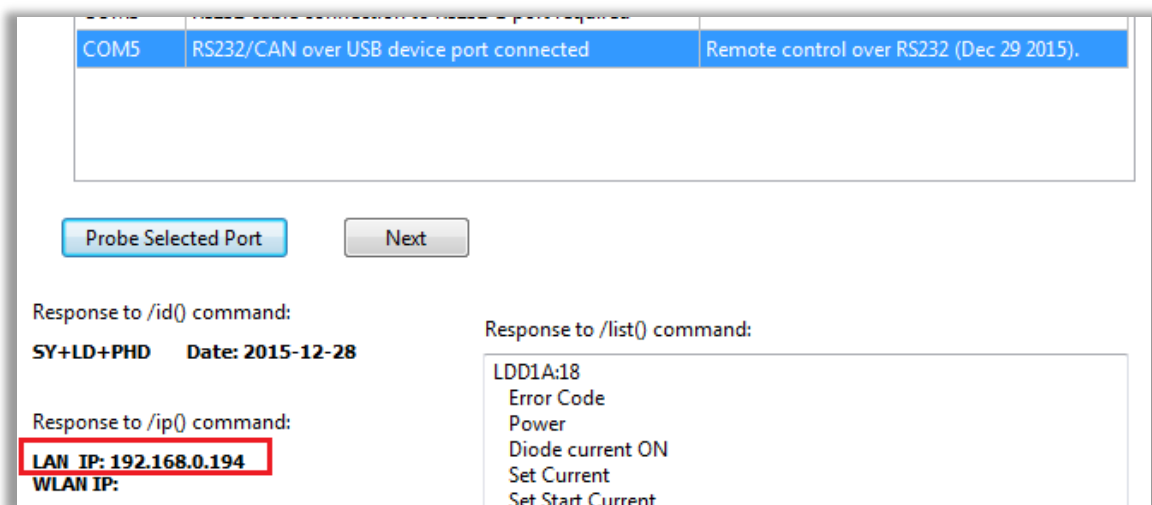 COM5 RS232/CAN over USB device port connected Remote control over RS232 (Dec 29 2015).
Probe Selected Port Next
Response to /id() command:
SY+LD+PHD Date: 2015-12-28
Response to /ip() command:
LAN IP: 192.168.0.194
WLAN IP:
Response to /list() command:
LDD1A:18
Error Code
Power
Diode current ON
Set Current
Set Start Current